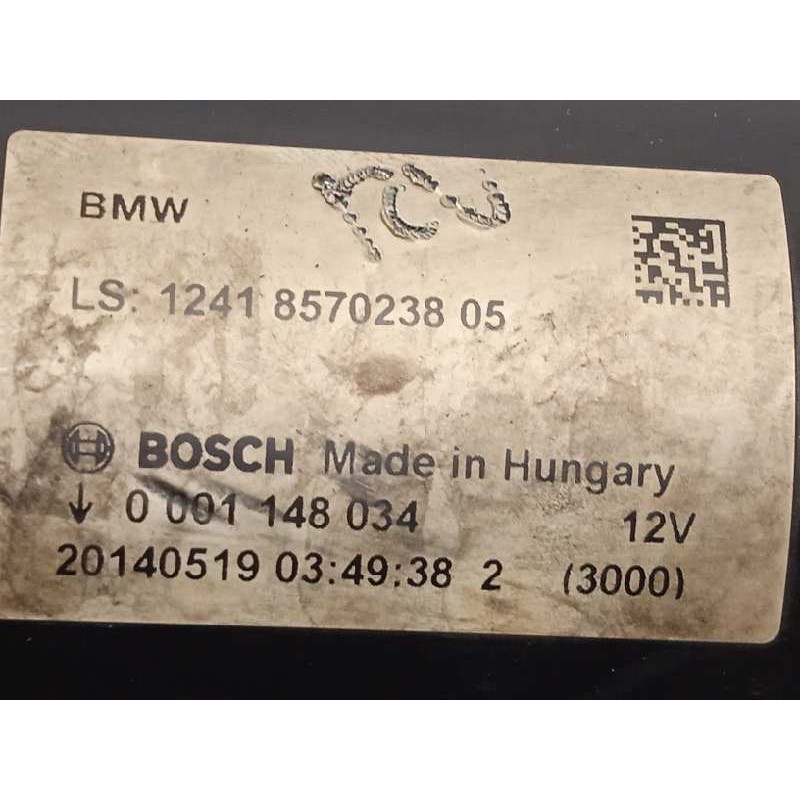 BMW
LS: 1241 8570238 05
BOSCH Made in Hungary
↓ 0 001 148 034 12V
20140519 03:49:38 2 (3000)